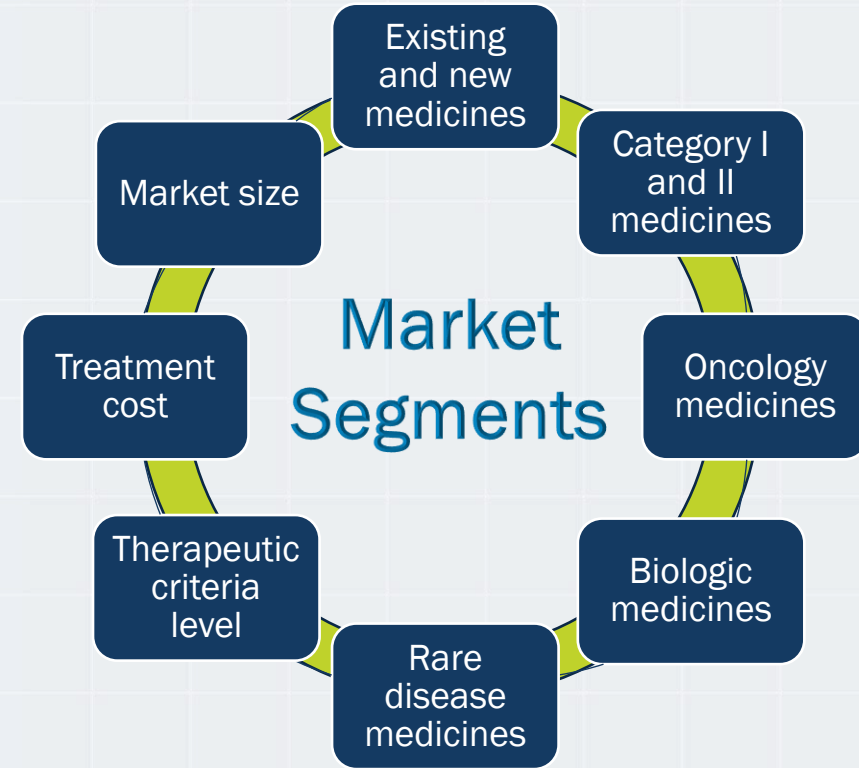 Existing
and new
medicines
Category I
and II
medicines
Oncology
medicines
Biologic
medicines
Rare
disease
medicines
Therapeutic
criteria
level
Treatment
cost
Market size
Market
Segments